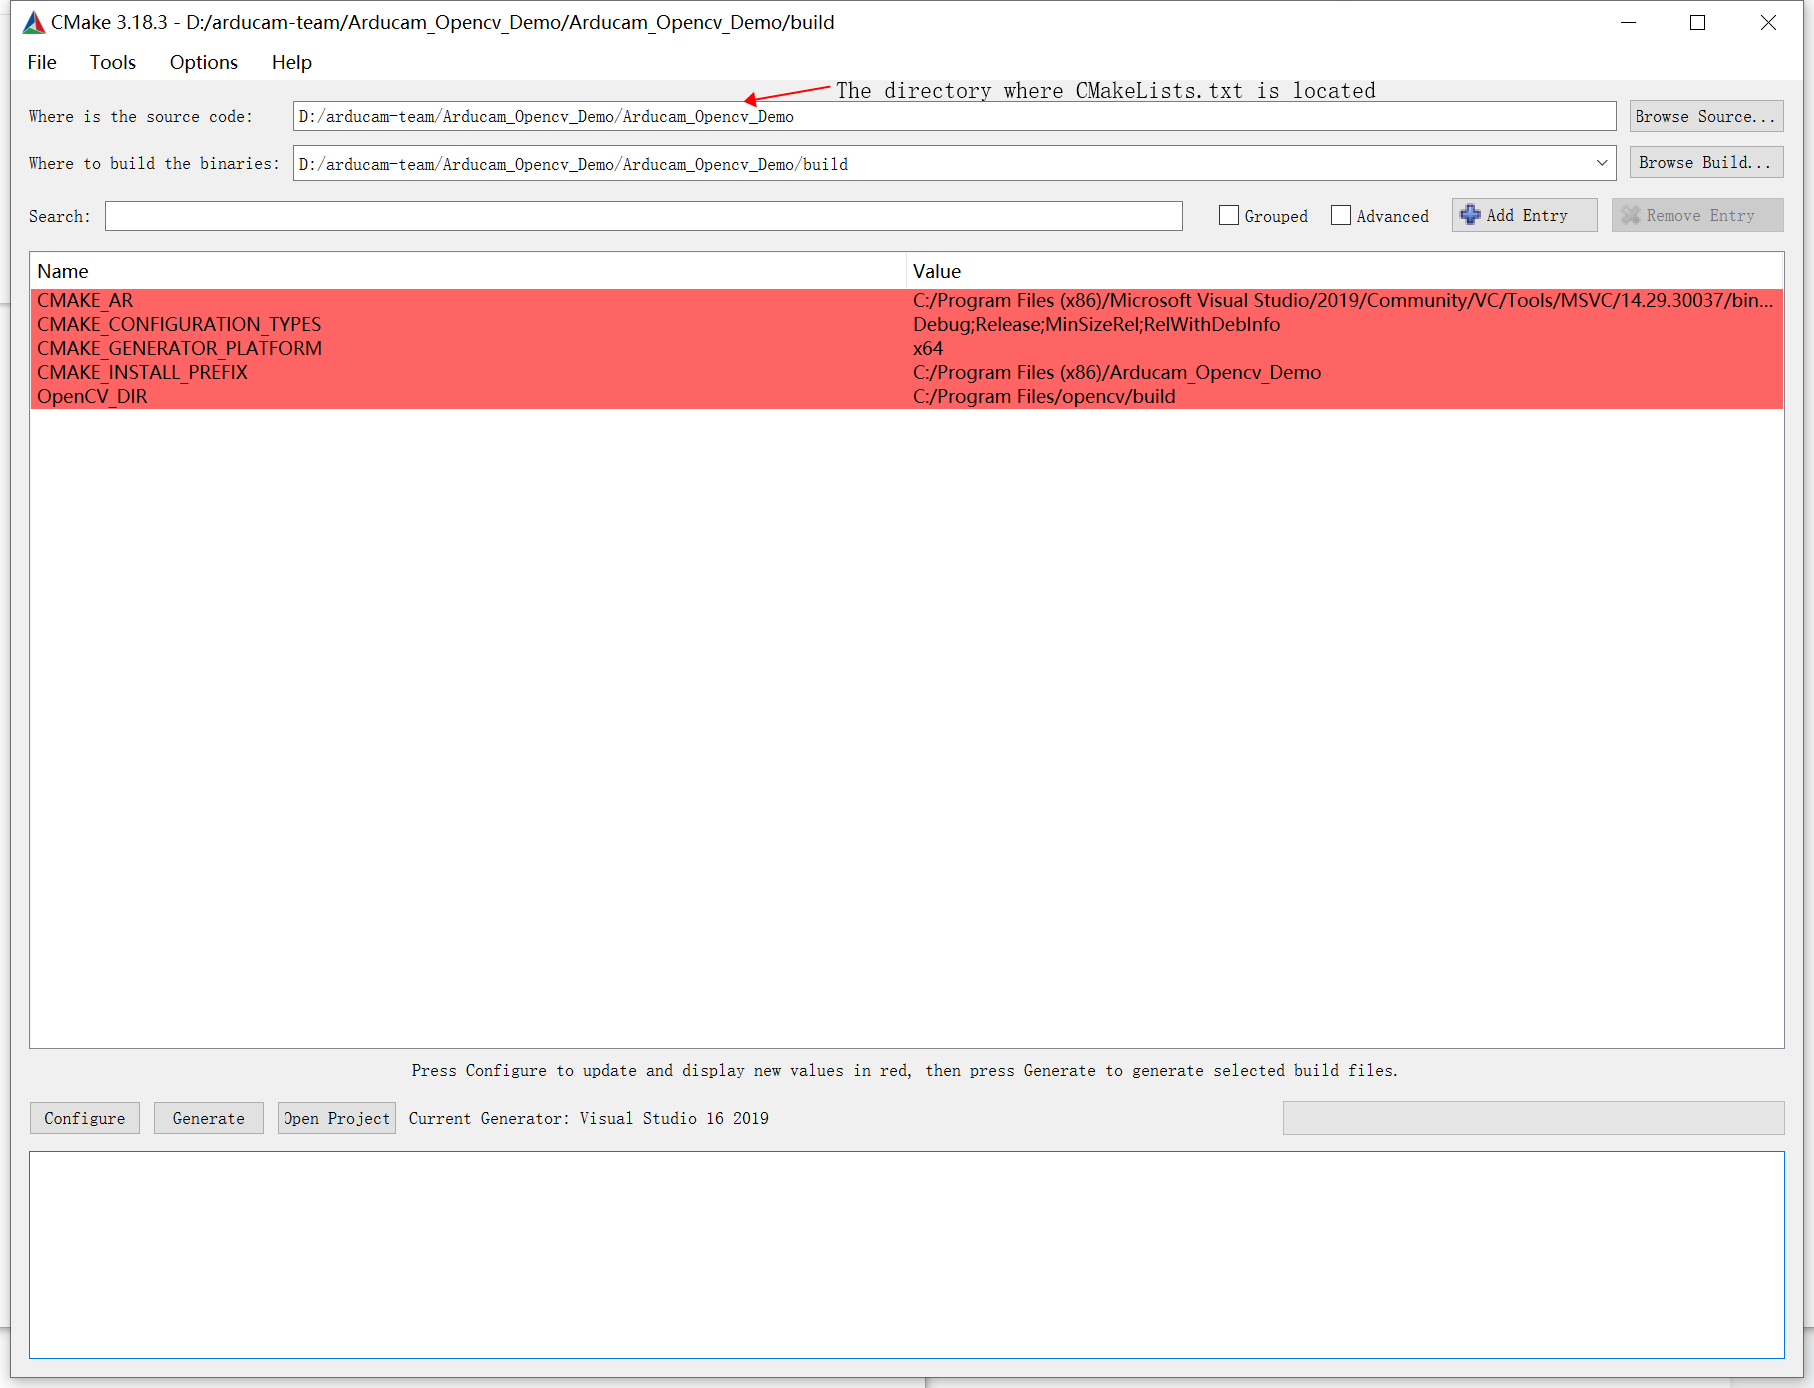 CMake 3.18.3 - D:/arducam-team/Arducam_Opencv_Demo/Arducam_Opencv_Demo/build
File Tools Options Help
The directory where CMakeLists.txt is located
Where is the source code: D:/arducam-team/Arducam_Opencv_Demo/Arducam_Opencv_Demo Browse Source...
Where to build the binaries: D:/arducam-team/Arducam_Opencv_Demo/Arducam_Opencv_Demo/build Browse Build...
Search: Grouped Advanced Add Entry Remove Entry
Name Value
CMAKE_AR C:/Program Files (x86)/Microsoft Visual Studio/2019/Community/VC/Tools/MSVC/14.29.30037/bin...
CMAKE_CONFIGURATION_TYPES Debug;Release;MinSizeRel;RelWithDebInfo
CMAKE_GENERATOR_PLATFORM x64
CMAKE_INSTALL_PREFIX C:/Program Files (x86)/Arducam_Opencv_Demo
OpenCV_DIR C:/Program Files/opencv/build
Press Configure to update and display new values in red, then press Generate to generate selected build files.
Configure Generate Open Project Current Generator: Visual Studio 16 2019